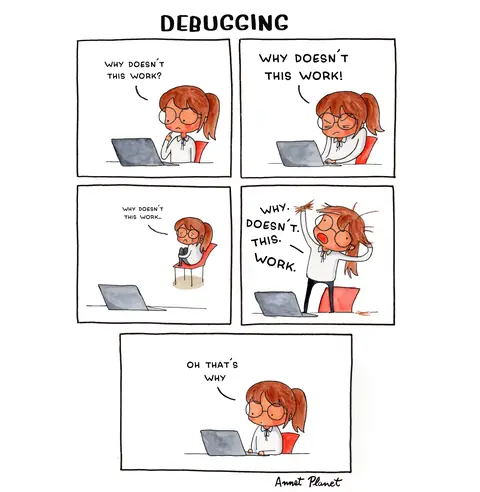 DEBUGGING
WHY DOESN'T
THIS WORK?
WHY DOESN'T
THIS WORK!
WHY DOESN'T
THIS WORK...
WHY.
DOESN'T.
THIS.
WORK.
OH THAT'S
WHY
Annet Planet